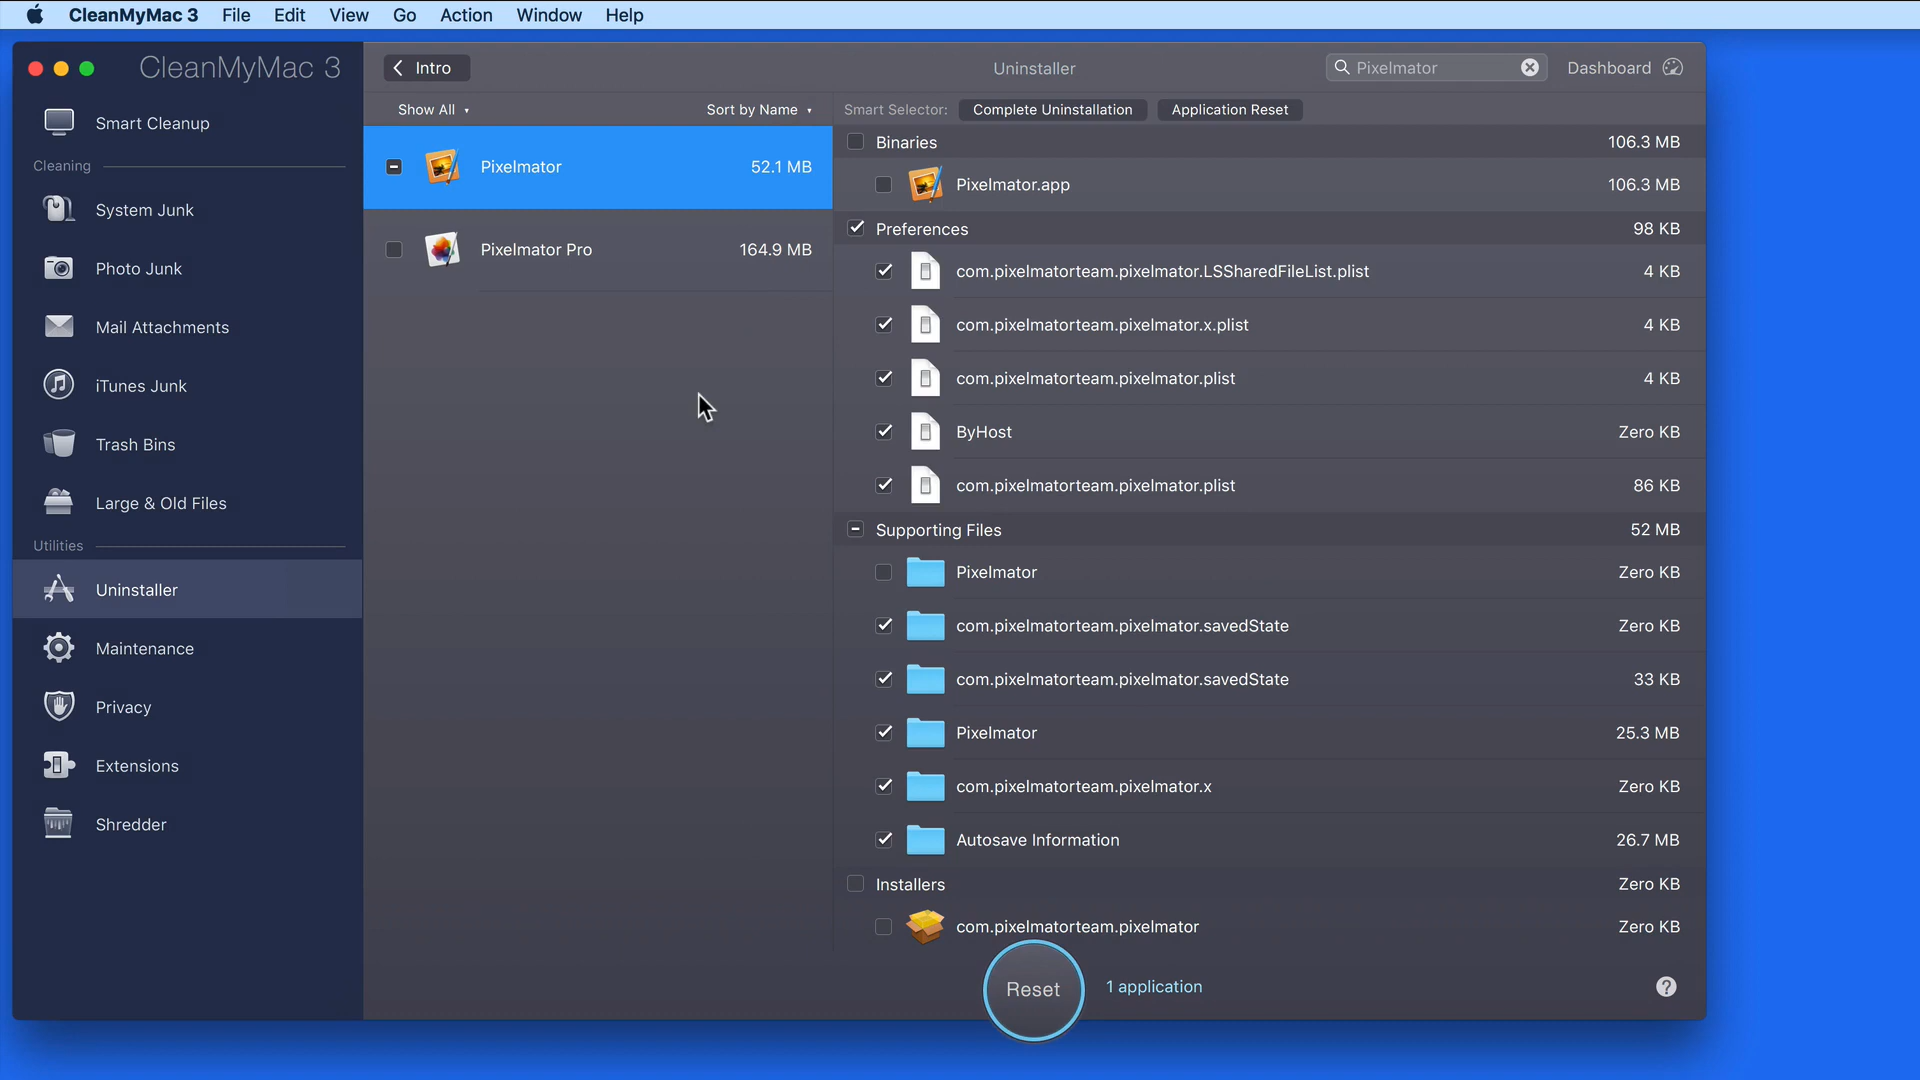 CleanMyMac 3 File Edit View Go Action Window Help
CleanMyMac 3
Intro
Uninstaller
Pixelmator
Dashboard
Smart Cleanup
Cleaning
System Junk
Photo Junk
Mail Attachments
iTunes Junk
Trash Bins
Large & Old Files
Utilities
Uninstaller
Maintenance
Privacy
Extensions
Shredder
Show All
Sort by Name
Pixelmator 52.1 MB
Pixelmator Pro 164.9 MB
Smart Selector: Complete Uninstallation Application Reset
Binaries 106.3 MB
Pixelmator.app 106.3 MB
Preferences 98 KB
com.pixelmatorteam.pixelmator.LSSharedFileList.plist 4 KB
com.pixelmatorteam.pixelmator.x.plist 4 KB
com.pixelmatorteam.pixelmator.plist 4 KB
ByHost Zero KB
com.pixelmatorteam.pixelmator.plist 86 KB
Supporting Files 52 MB
Pixelmator Zero KB
com.pixelmatorteam.pixelmator.savedState Zero KB
com.pixelmatorteam.pixelmator.savedState 33 KB
Pixelmator 25.3 MB
com.pixelmatorteam.pixelmator.x Zero KB
Autosave Information 26.7 MB
Installers Zero KB
com.pixelmatorteam.pixelmator Zero KB
Reset
1 application
?